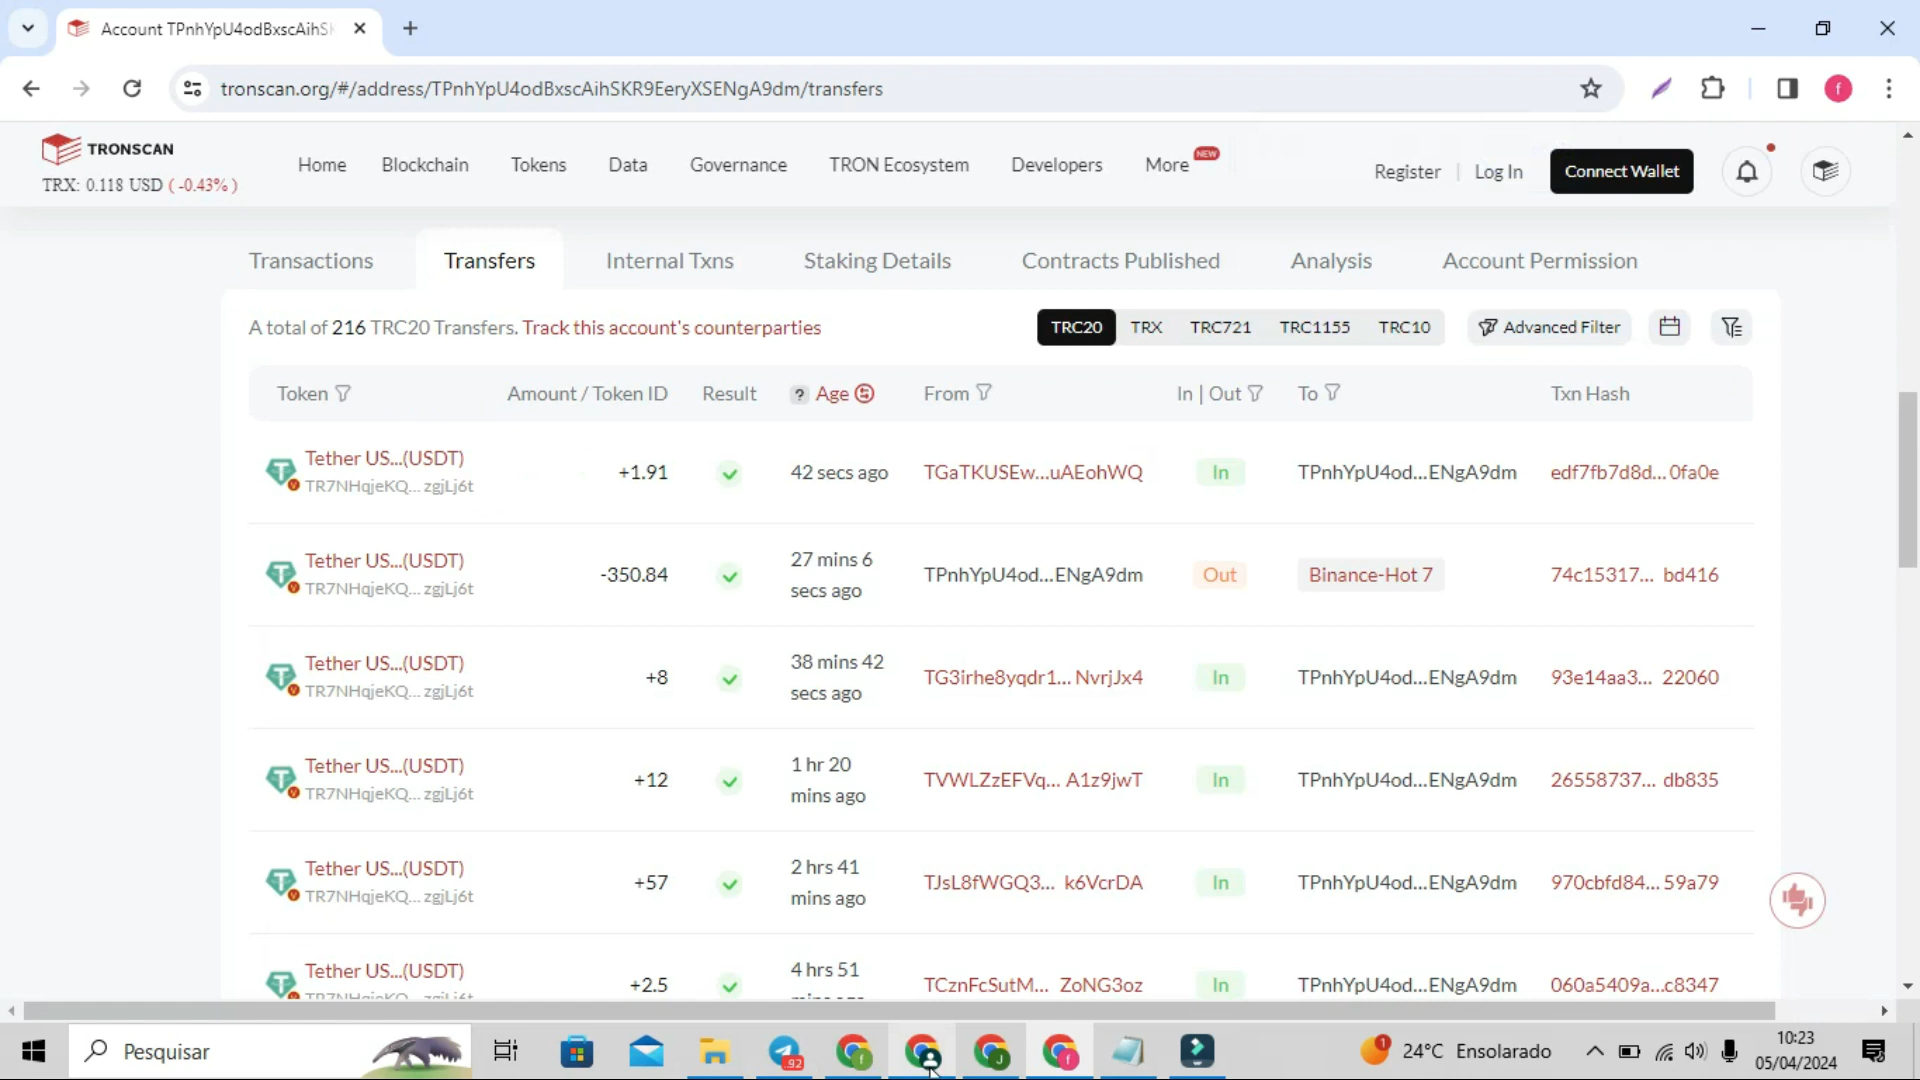 Account TPnhYpU4odBxscAihSK
tronscan.org/#/address/TPnhYpU4odBxscAihSKR9EeryXSENgA9dm/transfers
f
TRONSCAN
TRX: 0.118 USD ( -0.43% )
Home Blockchain Tokens Data Governance TRON Ecosystem Developers More NEW
Register | Log In Connect Wallet
Transactions Transfers Internal Txns Staking Details Contracts Published Analysis Account Permission
A total of 216 TRC20 Transfers. Track this account's counterparties
TRC20 TRX TRC721 TRC1155 TRC10 Advanced Filter
Token Amount / Token ID Result ? Age From In | Out To Txn Hash
Tether US...(USDT)
TR7NHqjeKQ... zgjLj6t
+1.91 42 secs ago TGaTKUSEw...uAEohWQ In TPnhYpU4od...ENgA9dm edf7fb7d8d... 0fa0e
Tether US...(USDT)
TR7NHqjeKQ... zgjLj6t
-350.84 27 mins 6 secs ago TPnhYpU4od...ENgA9dm Out Binance-Hot 7 74c15317... bd416
Tether US...(USDT)
TR7NHqjeKQ... zgjLj6t
+8 38 mins 42 secs ago TG3irhe8yqdr1... NvrjJx4 In TPnhYpU4od...ENgA9dm 93e14aa3... 22060
Tether US...(USDT)
TR7NHqjeKQ... zgjLj6t
+12 1 hr 20 mins ago TVWLZzEFVq... A1z9jwT In TPnhYpU4od...ENgA9dm 26558737... db835
Tether US...(USDT)
TR7NHqjeKQ... zgjLj6t
+57 2 hrs 41 mins ago TJsL8fWGQ3... k6VcrDA In TPnhYpU4od...ENgA9dm 970cbfd84... 59a79
Tether US...(USDT)
+2.5 4 hrs 51 TCznFcSutM... ZoNG3oz In TPnhYpU4od...ENgA9dm 060a5409a...c8347
Pesquisar 92 f J f 1 24°C Ensolarado 10:23
05/04/2024